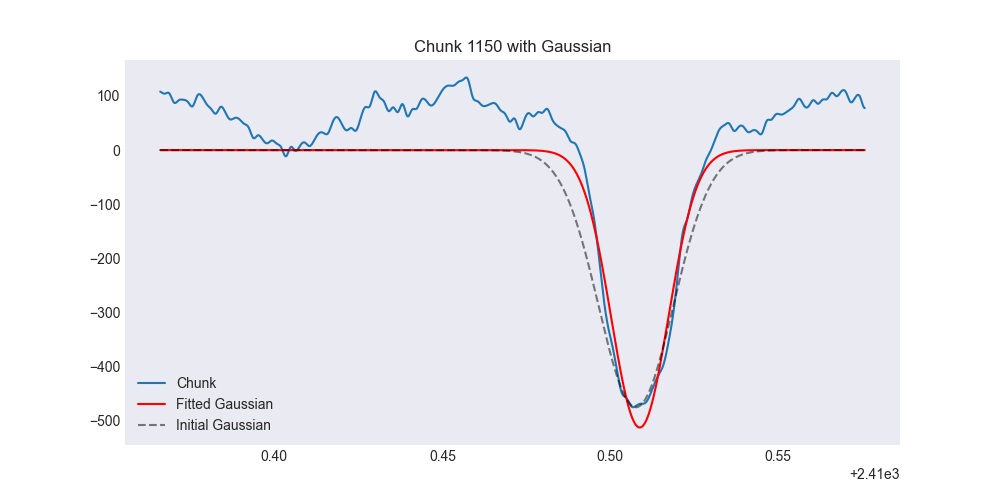 Chunk 1150 with Gaussian
100
0
−100
−200
−300
−400
−500
Chunk
Fitted Gaussian
Initial Gaussian
0.40 0.45 0.50 0.55
+2.41e3